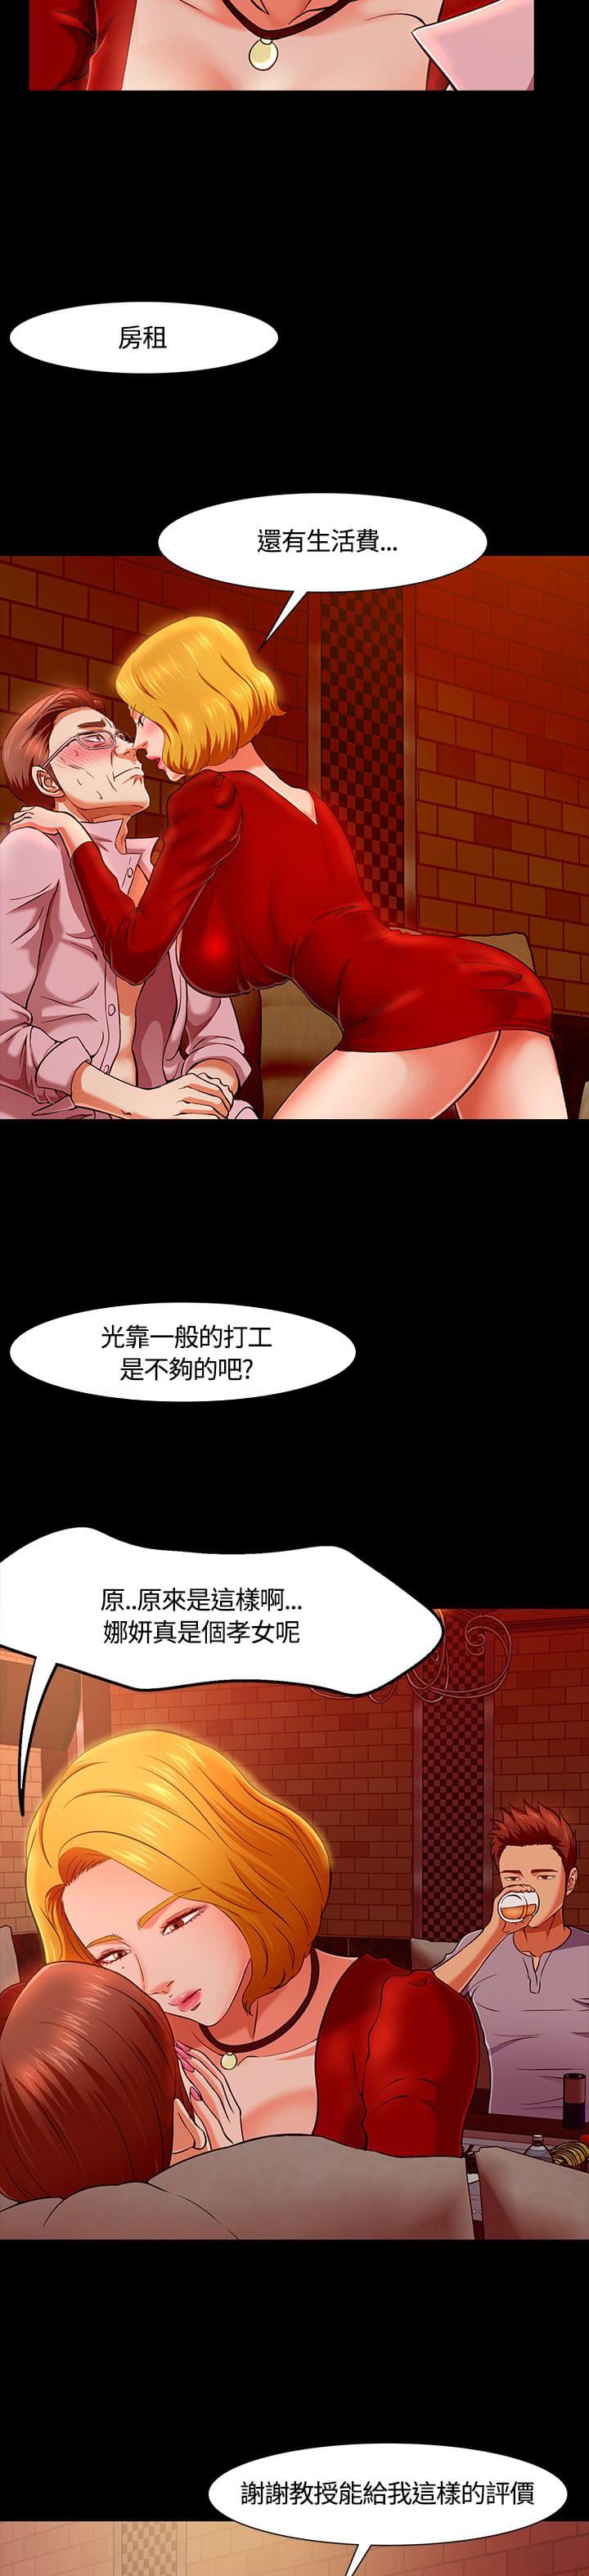 房租
還有生活費...
光靠一般的打工
是不夠的吧?
原..原來是這樣啊...
娜妍真是個孝女呢
謝謝教授能給我這樣的評價